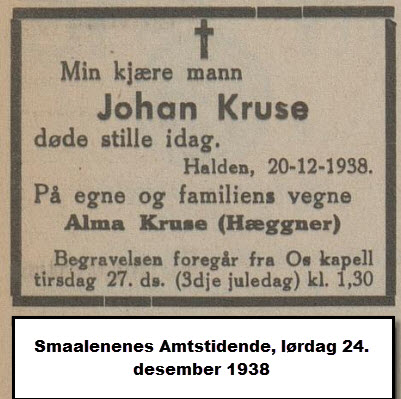 Min kjære mann
Johan Kruse
døde stille idag.
Halden, 20-12-1938.
På egne og familiens vegne
Alma Kruse (Hæggner)
Begravelsen foregår fra Os kapell
tirsdag 27. ds. (3dje juledag) kl. 1,30
Smaalenenes Amtstidende, lørdag 24.
desember 1938